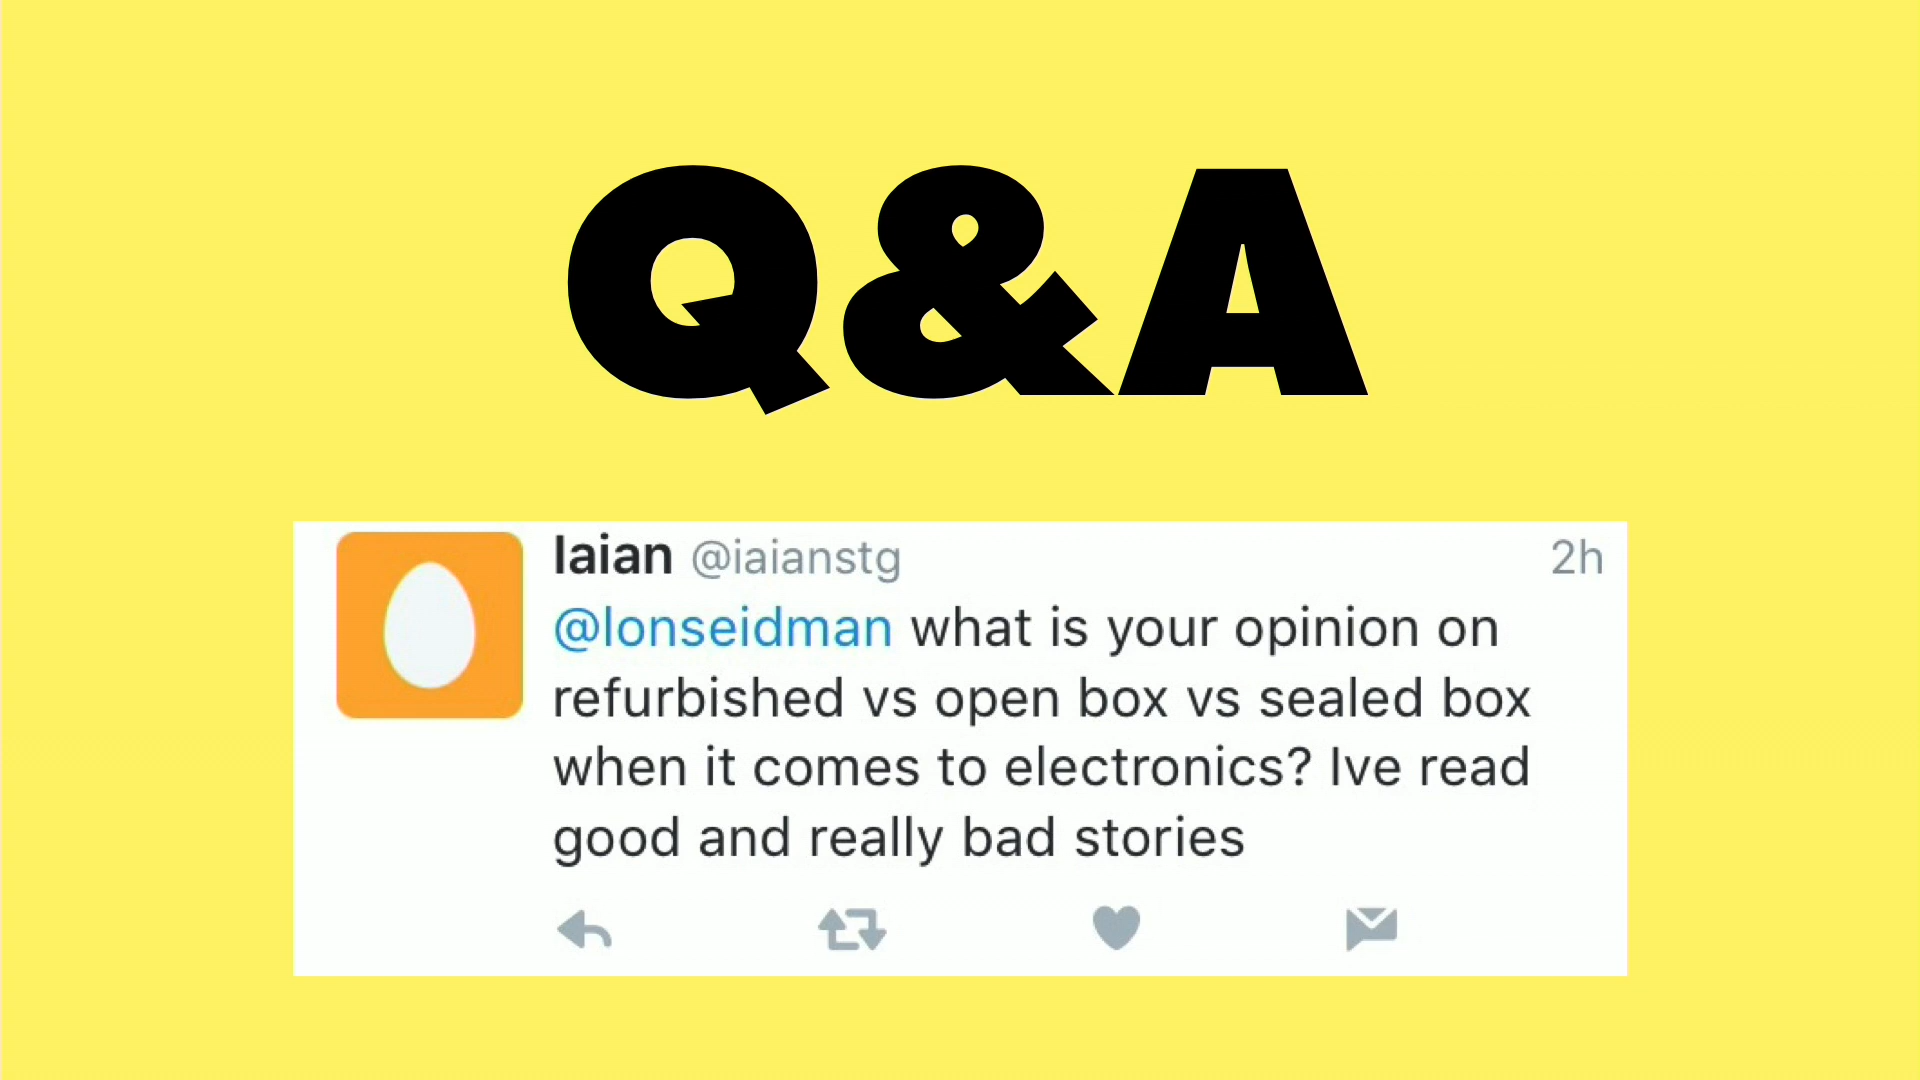 Q&A
Iaian @iaianstg 2h
@lonseidman what is your opinion on
refurbished vs open box vs sealed box
when it comes to electronics? Ive read
good and really bad stories